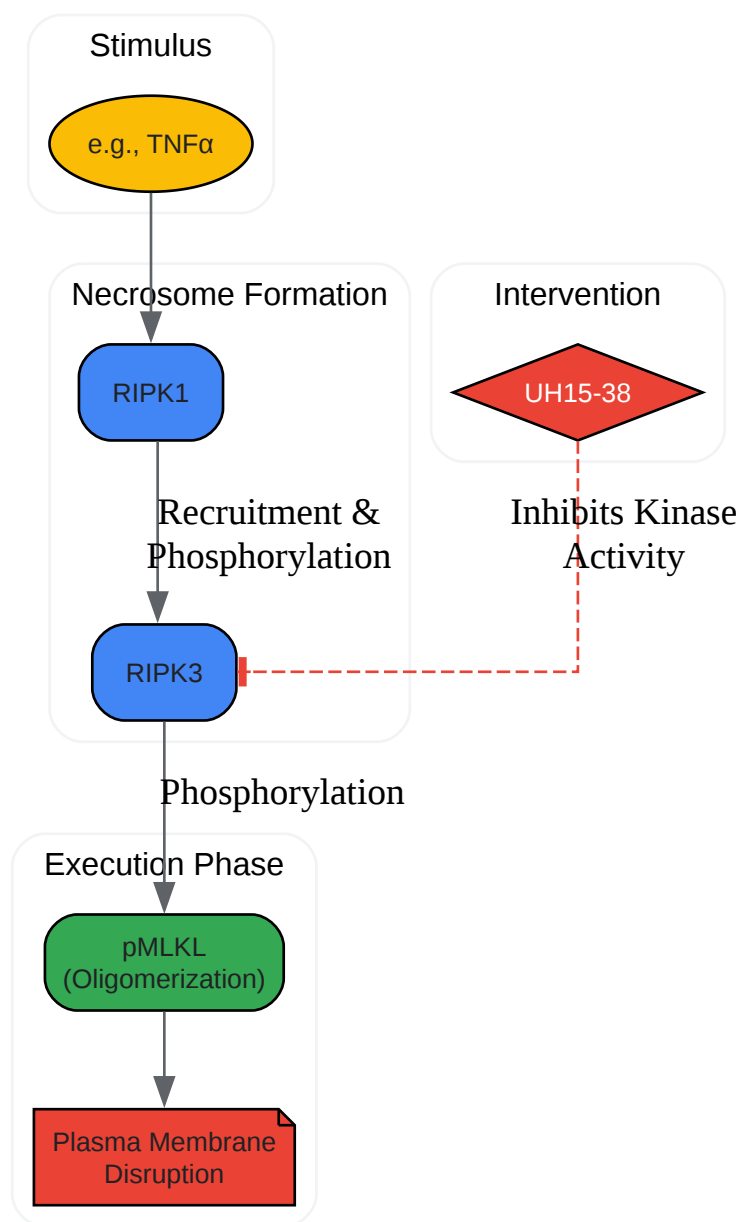 Stimulus
e.g., TNFα
Necrosome Formation
Intervention
RIPK1
UH15-38
Recruitment &
Phosphorylation
Inhibits Kinase
Activity
RIPK3
Phosphorylation
Execution Phase
pMLKL
(Oligomerization)
Plasma Membrane
Disruption